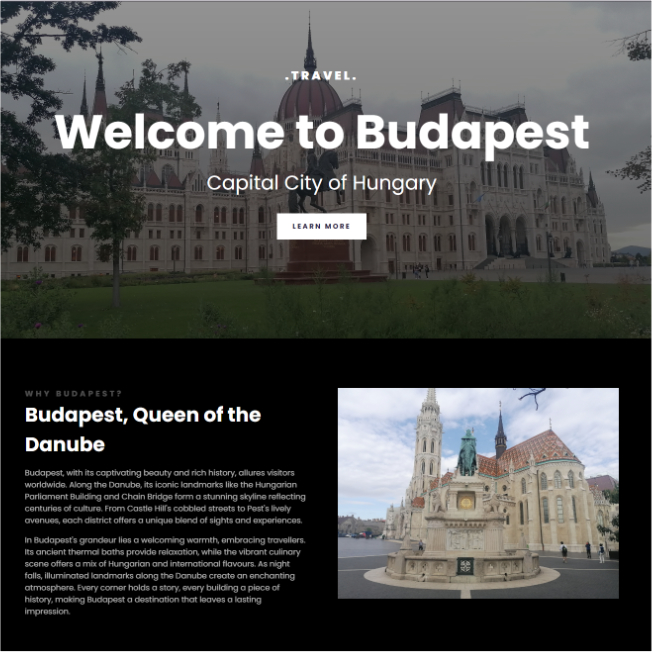 .TRAVEL.
Welcome to Budapest
Capital City of Hungary
LEARN MORE
WHY BUDAPEST?
Budapest, Queen of the
Danube
Budapest, with its captivating beauty and rich history, allures visitors
worldwide. Along the Danube, its iconic landmarks like the Hungarian
Parliament Building and Chain Bridge form a stunning skyline reflecting
centuries of culture. From Castle Hill's cobbled streets to Pest's lively
avenues, each district offers a unique blend of sights and experiences.
In Budapest's grandeur lies a welcoming warmth, embracing travellers.
Its ancient thermal baths provide relaxation, while the vibrant culinary
scene offers a mix of Hungarian and international flavours. As night
falls, illuminated landmarks along the Danube create an enchanting
atmosphere. Every corner holds a story, every building a piece of
history, making Budapest a destination that leaves a lasting
impression.